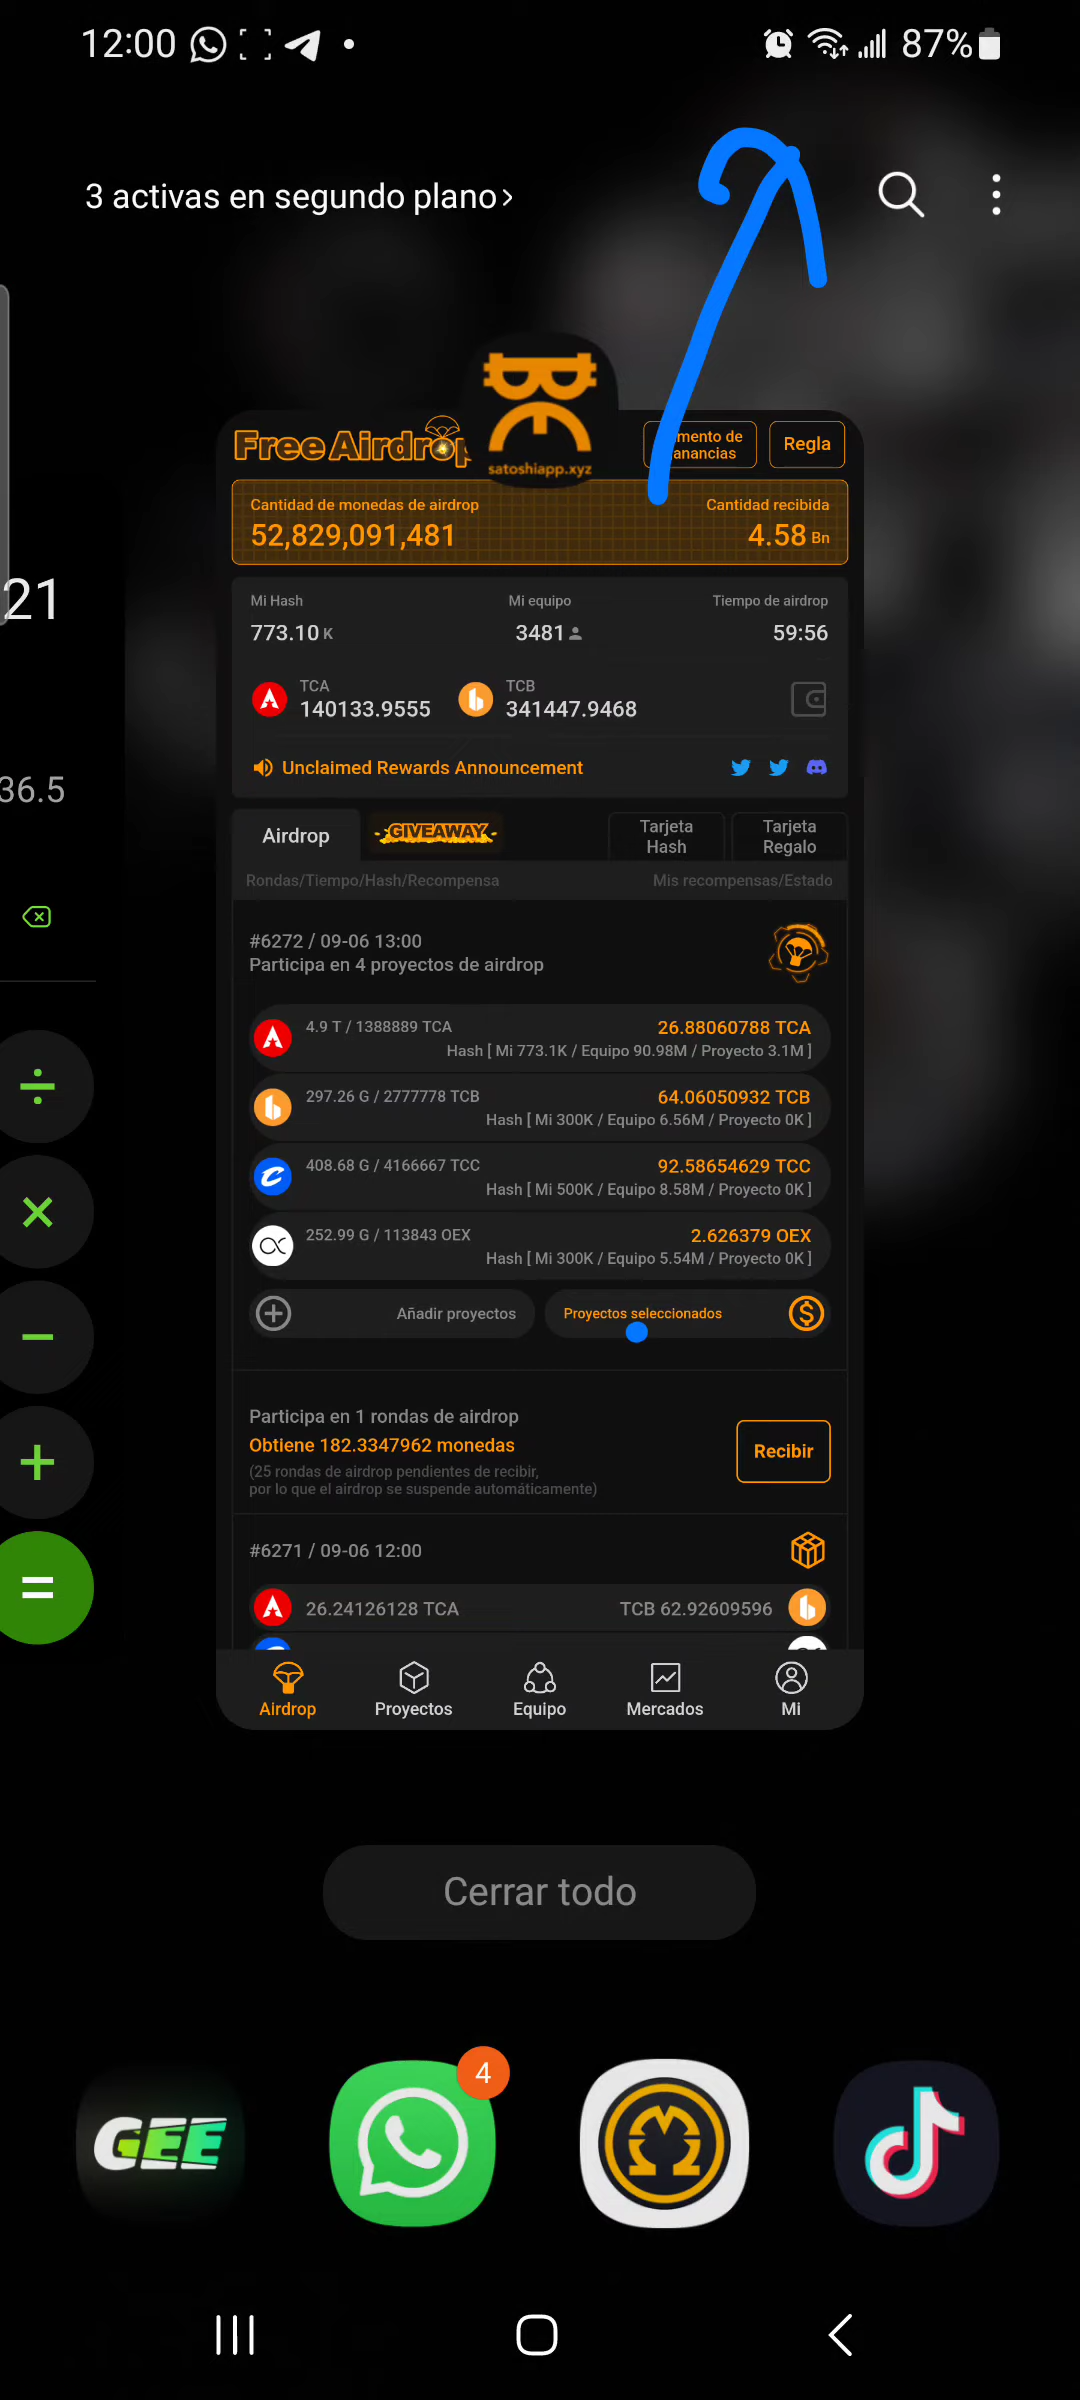 12:00
87%
3 activas en segundo plano
Free Airdrop
satoshiapp.xyz
mento de
anancias
Regla
Cantidad de monedas de airdrop
Cantidad recibida
52,829,091,481
4.58 Bn
21
Mi Hash
Mi equipo
Tiempo de airdrop
773.10 K
3481
59:56
TCA
140133.9555
TCB
341447.9468
36.5
Unclaimed Rewards Announcement
Airdrop
GIVEAWAY
Tarjeta
Hash
Tarjeta
Regalo
Rondas/Tiempo/Hash/Recompensa
Mis recompensas/Estado
#6272 / 09-06 13:00
Participa en 4 proyectos de airdrop
4.9 T / 1388889 TCA
26.88060788 TCA
Hash [ Mi 773.1K / Equipo 90.98M / Proyecto 3.1M ]
297.26 G / 2777778 TCB
64.06050932 TCB
Hash [ Mi 300K / Equipo 6.56M / Proyecto 0K ]
408.68 G / 4166667 TCC
92.58654629 TCC
Hash [ Mi 500K / Equipo 8.58M / Proyecto 0K ]
252.99 G / 113843 OEX
2.626379 OEX
Hash [ Mi 300K / Equipo 5.54M / Proyecto 0K ]
Añadir proyectos
Proyectos seleccionados
Participa en 1 rondas de airdrop
Obtiene 182.3347962 monedas
(25 rondas de airdrop pendientes de recibir,
por lo que el airdrop se suspende automáticamente)
Recibir
#6271 / 09-06 12:00
26.24126128 TCA
TCB 62.92609596
Airdrop
Proyectos
Equipo
Mercados
Mi
Cerrar todo
GEE
4